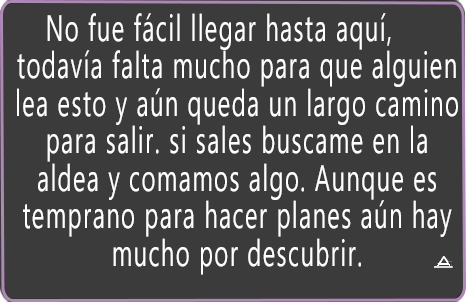 No fue fácil llegar hasta aquí,
todavía falta mucho para que alguien
lea esto y aún queda un largo camino
para salir. si sales buscame en la
aldea y comamos algo. Aunque es
temprano para hacer planes aún hay
mucho por descubrir.